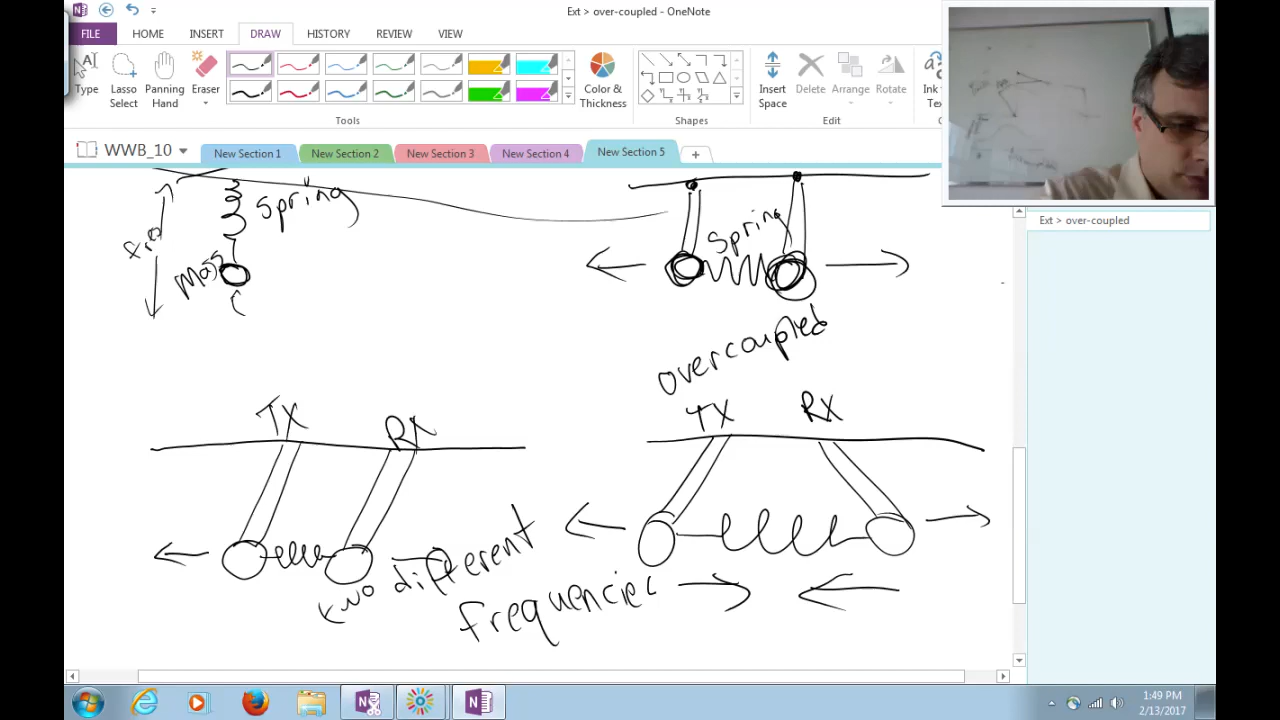 Ext > over-coupled - OneNote
FILE HOME INSERT DRAW HISTORY REVIEW VIEW
Type
Lasso Select
Panning Hand
Eraser
Color & Thickness
Insert Space
Delete
Arrange
Rotate
Ink to Text
Tools
Shapes
Edit
WWB_10
New Section 1
New Section 2
New Section 3
New Section 4
New Section 5
Ext > over-coupled
Spring
Mass
Spring
overcoupled
TX RX
TX RX
different
frequencies
1:49 PM
2/13/2017